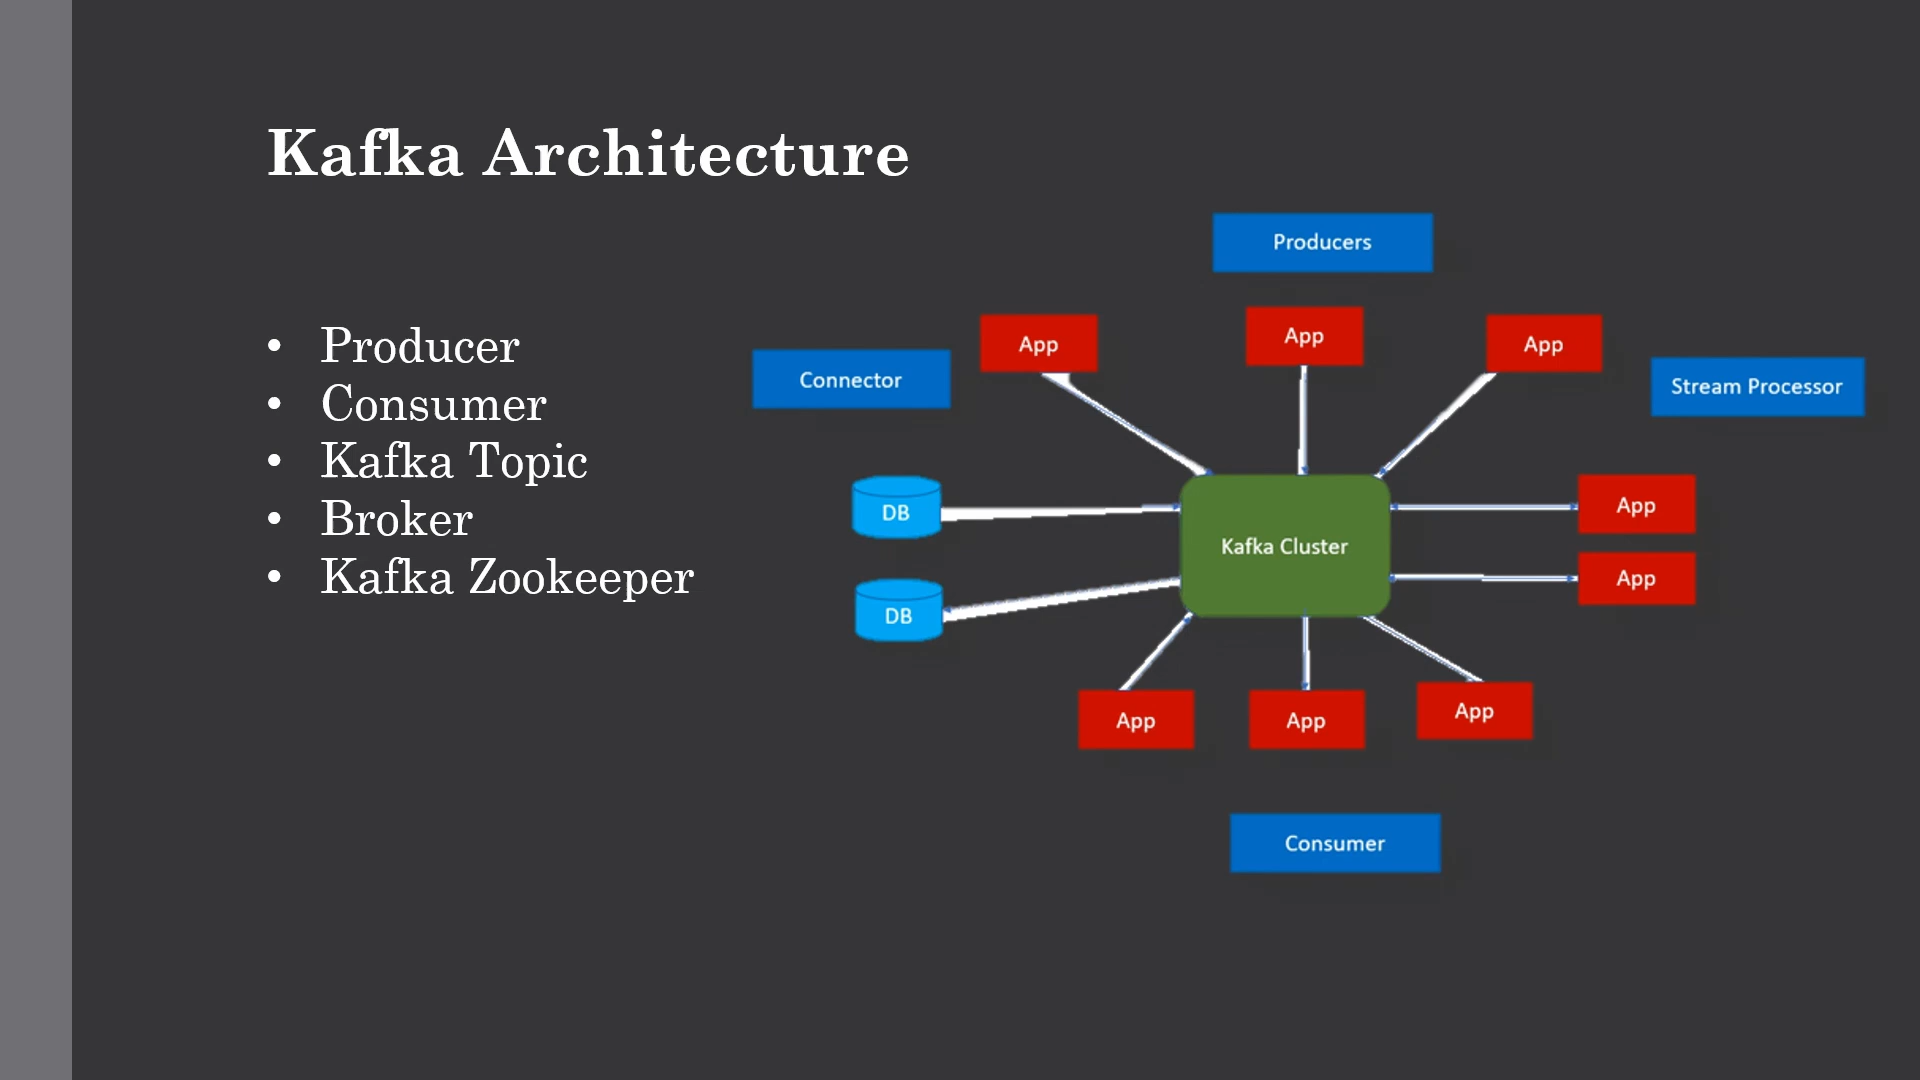 Kafka Architecture
• Producer
• Consumer
• Kafka Topic
• Broker
• Kafka Zookeeper
Producers
App
App
App
Connector
Stream Processor
DB
App
Kafka Cluster
DB
App
App
App
App
Consumer